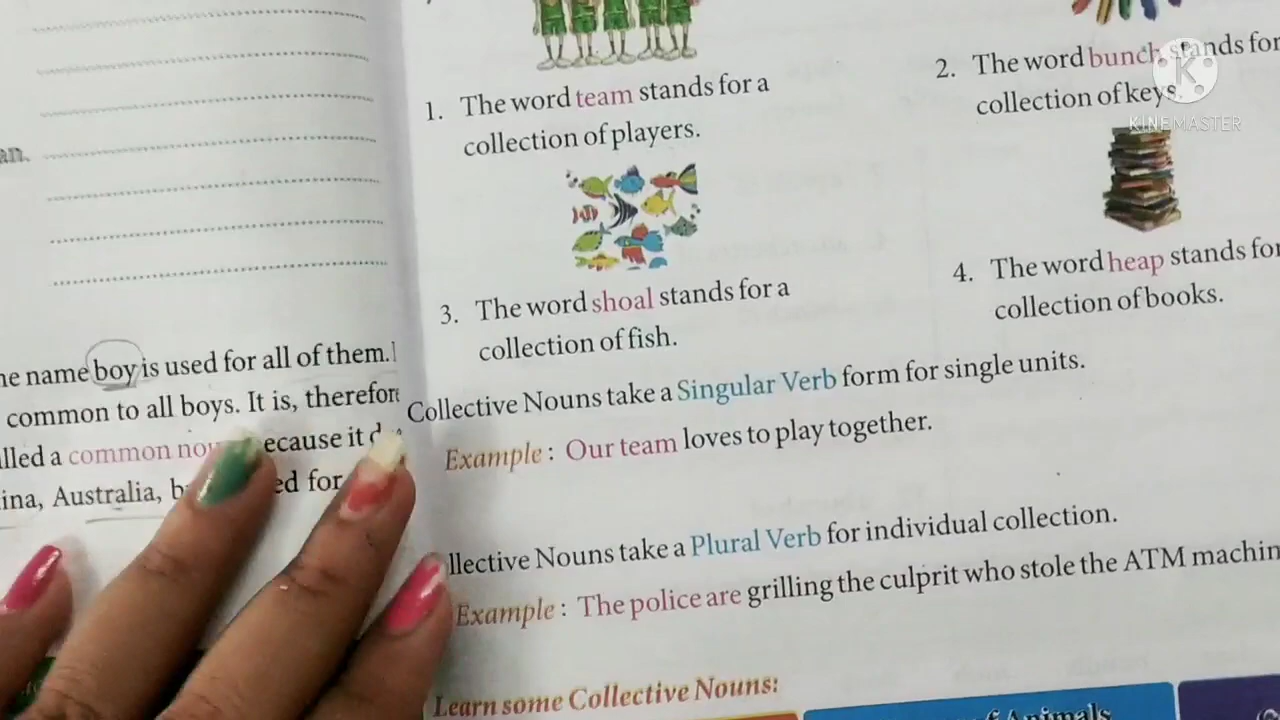 an.
he name boy is used for all of them.
common to all boys. It is, therefore
lled a common ecause it
ina, Australia, ed for
1. The word team stands for a
collection of players.
2. The word bunch stands for
collection of keys.
3. The word shoal stands for a
collection of fish.
4. The word heap stands for
collection of books.
Collective Nouns take a Singular Verb form for single units.
Example : Our team loves to play together.
llective Nouns take a Plural Verb for individual collection.
Example : The police are grilling the culprit who stole the ATM machin
Learn some Collective Nouns:
of Animals
KINEMASTER